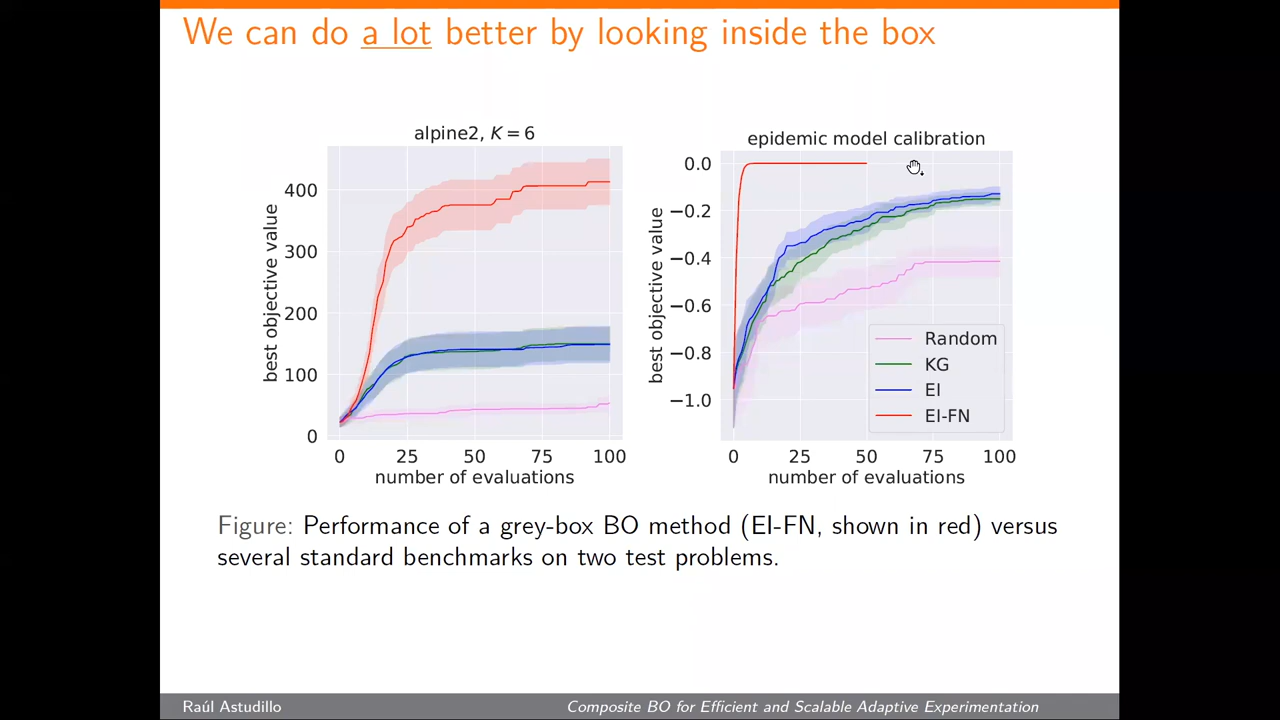 We can do a lot better by looking inside the box
alpine2, K = 6
400
300
200
100
0
best objective value
0
25
50
75
100
number of evaluations
epidemic model calibration
0.0
−0.2
−0.4
−0.6
−0.8
−1.0
best objective value
Random
KG
EI
EI-FN
0
25
50
75
100
number of evaluations
Figure: Performance of a grey-box BO method (EI-FN, shown in red) versus
several standard benchmarks on two test problems.
Raúl Astudillo
Composite BO for Efficient and Scalable Adaptive Experimentation